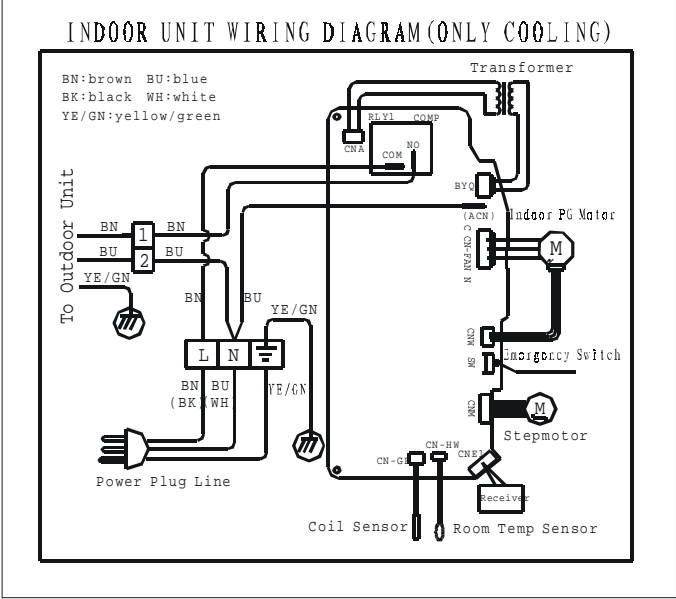 INDOOR UNIT WIRING DIAGRAM(ONLY COOLING)
BN:brown BU:blue
BK:black WH:white
YE/GN:yellow/green
Transformer
RLY1 COMP
NO
CNA
COM
BYQ
(ACN)
Indoor PG Motor
C CN-FAN N
M
To Outdoor Unit
BN 1 BN
BU 2 BU
YE/GN
BN
BU
YE/GN
CNW
Emergency Switch
SW
L N
BN BU
(BK)(WH)
YE/GN
CNM
M
Stepmotor
CN-HW
CNE1
Power Plug Line
Receiver
Coil Sensor
Room Temp Sensor